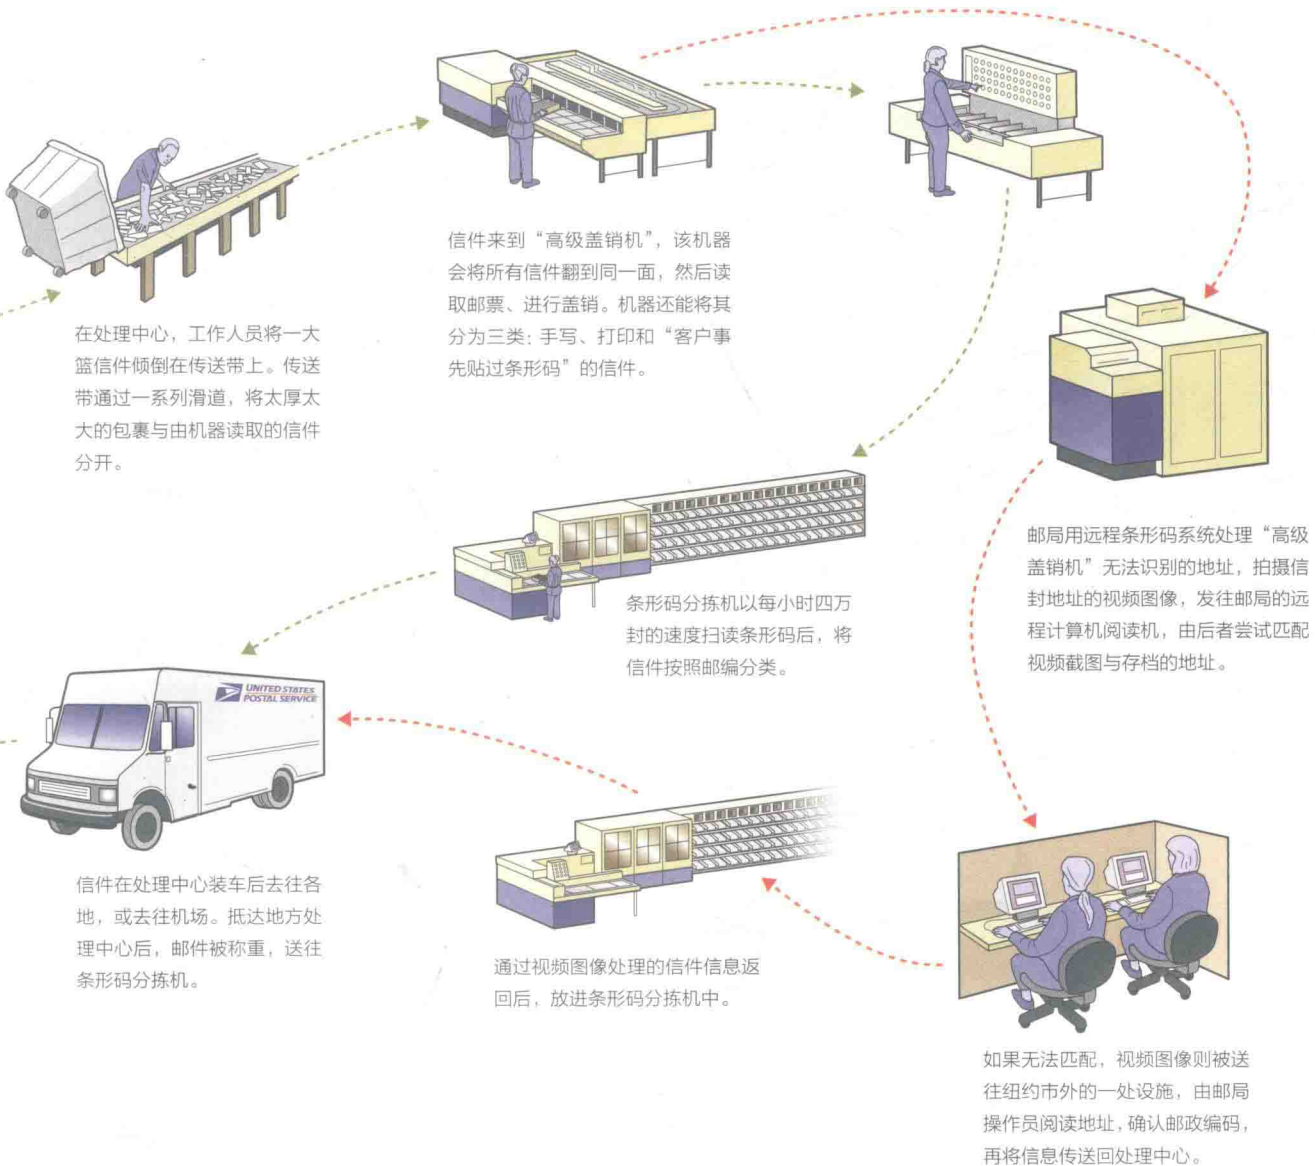 信件来到“高级盖销机”，该机器
会将所有信件翻到同一面，然后读
取邮票、进行盖销。机器还能将其
分为三类：手写、打印和“客户事
先贴过条形码”的信件。
在处理中心，工作人员将一大
篮信件倾倒在传送带上。传送
带通过一系列滑道，将太厚太
大的包裹与由机器读取的信件
分开。
邮局用远程条形码系统处理“高级
盖销机”无法识别的地址，拍摄信
封地址的视频图像，发往邮局的远
程计算机阅读机，由后者尝试匹配
视频截图与存档的地址。
条形码分拣机以每小时四万
封的速度扫读条形码后，将
信件按照邮编分类。
UNITED STATES
POSTAL SERVICE
信件在处理中心装车后去往各
地，或去往机场。抵达地方处
理中心后，邮件被称重，送往
条形码分拣机。
通过视频图像处理的信件信息返
回后，放进条形码分拣机中。
如果无法匹配，视频图像则被送
往纽约市外的一处设施，由邮局
操作员阅读地址，确认邮政编码，
再将信息传送回处理中心。